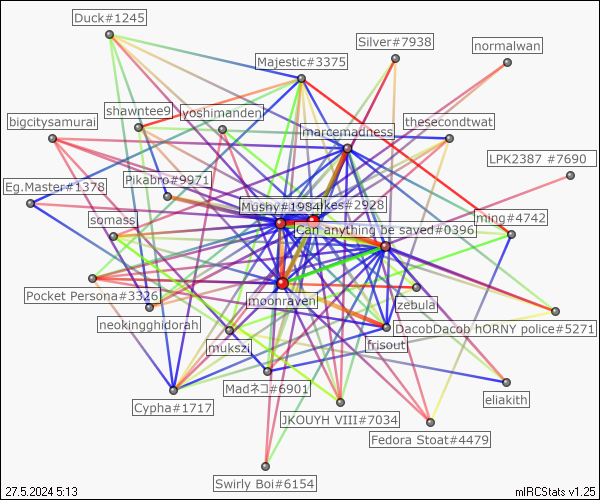 Duck#1245
Silver#7938
normalwan
Majestic#3375
shawntee9
yoshimanden
bigcitysamurai
marcemadness
thesecondtwat
LPK2387 #7690
Pikabro#9971
Eg.Master#1378
Mushy#1984
kes#2928
somass
ming#4742
Can anything be saved#0396
Pocket Persona#3326
moonraven
zebula
neokingghidorah
DacobDacob hORNY police#5271
mukszi
frisout
Madネコ#6901
eliakith
Cypha#1717
JKOUYH VIII#7034
Fedora Stoat#4479
Swirly Boi#6154
27.5.2024 5:13
mIRCStats v1.25